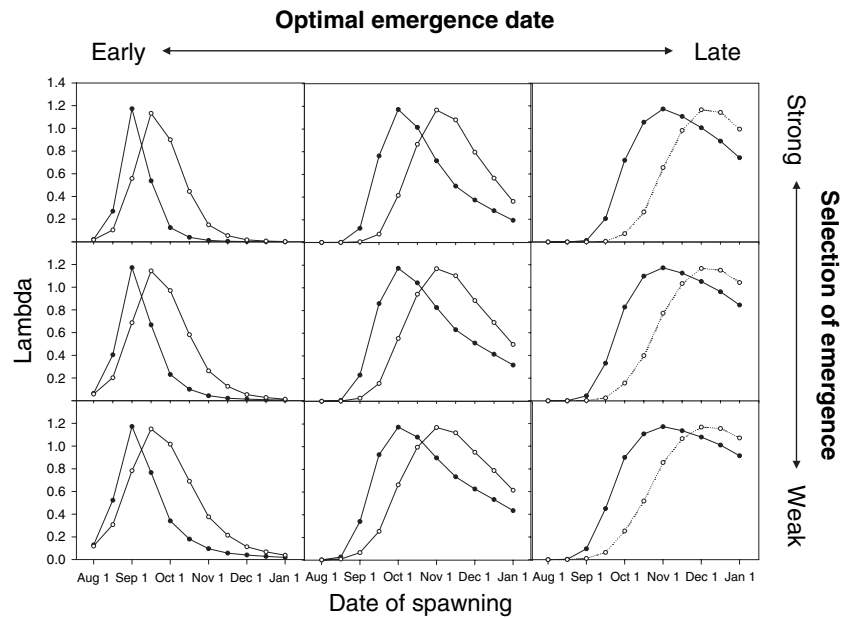 Optimal emergence date
Early
Late
1.4
1.2
1.0
0.8
0.6
0.4
0.2
1.2
1.0
0.8
0.6
0.4
0.2
1.2
1.0
0.8
0.6
0.4
0.2
0.0
Lambda
Strong
Selection of emergence
Weak
Aug 1 Sep 1 Oct 1 Nov 1 Dec 1 Jan 1 Aug 1 Sep 1 Oct 1 Nov 1 Dec 1 Jan 1 Aug 1 Sep 1 Oct 1 Nov 1 Dec 1 Jan 1
Date of spawning